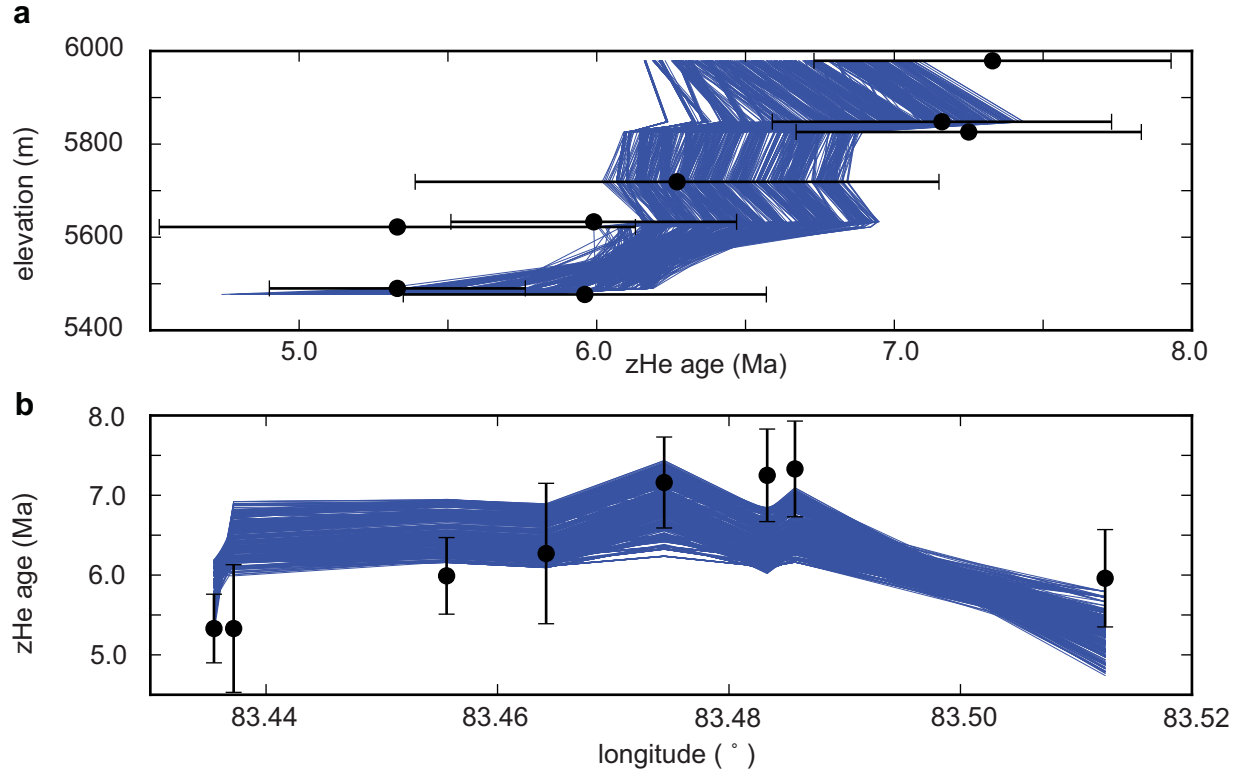 a
6000
5800
5600
5400
elevation (m)
5.0 6.0 7.0 8.0
zHe age (Ma)
b
8.0
7.0
6.0
5.0
zHe age (Ma)
83.44 83.46 83.48 83.50 83.52
longitude ( ° )